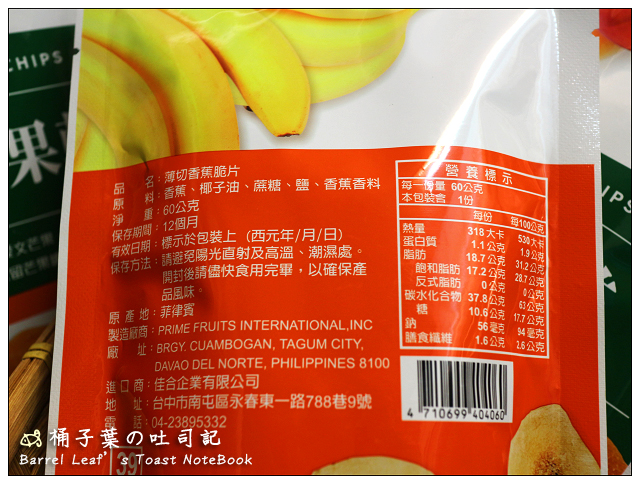 CHIPS
果
品　　名：薄切香蕉脆片
原　　料：香蕉、椰子油、蔗糖、鹽、香蕉香料
淨　　重：60公克
保存期間：12個月
有效日期：標示於包裝上（西元年/月/日）
保存方法：請避免陽光直射及高溫、潮濕處。
開封後請儘快食用完畢，以確保產
品風味。
原 產 地：菲律賓
製造廠商：PRIME FRUITS INTERNATIONAL,INC
廠　　址：BRGY. CUAMBOGAN, TAGUM CITY,
DAVAO DEL NORTE, PHILIPPINES 8100
進 口 商：佳合企業有限公司
地　　址：台中市南屯區永春東一路788巷9號
電　　話：04-23895332
營養標示
每一份量 60公克
本包裝含 1份
每份 每100公克
熱量 318大卡 530大卡
蛋白質 1.1公克 1.9公克
脂肪 18.7公克 31.2公克
飽和脂肪 17.2公克 28.7公克
反式脂肪 0公克 0公克
碳水化合物 37.8公克 63公克
糖 10.6公克 17.7公克
鈉 56毫克 94毫克
膳食纖維 1.6公克 2.6公克
4 710699 404060
CHIPS
39
桶子葉の吐司記
Barrel Leaf's Toast NoteBook